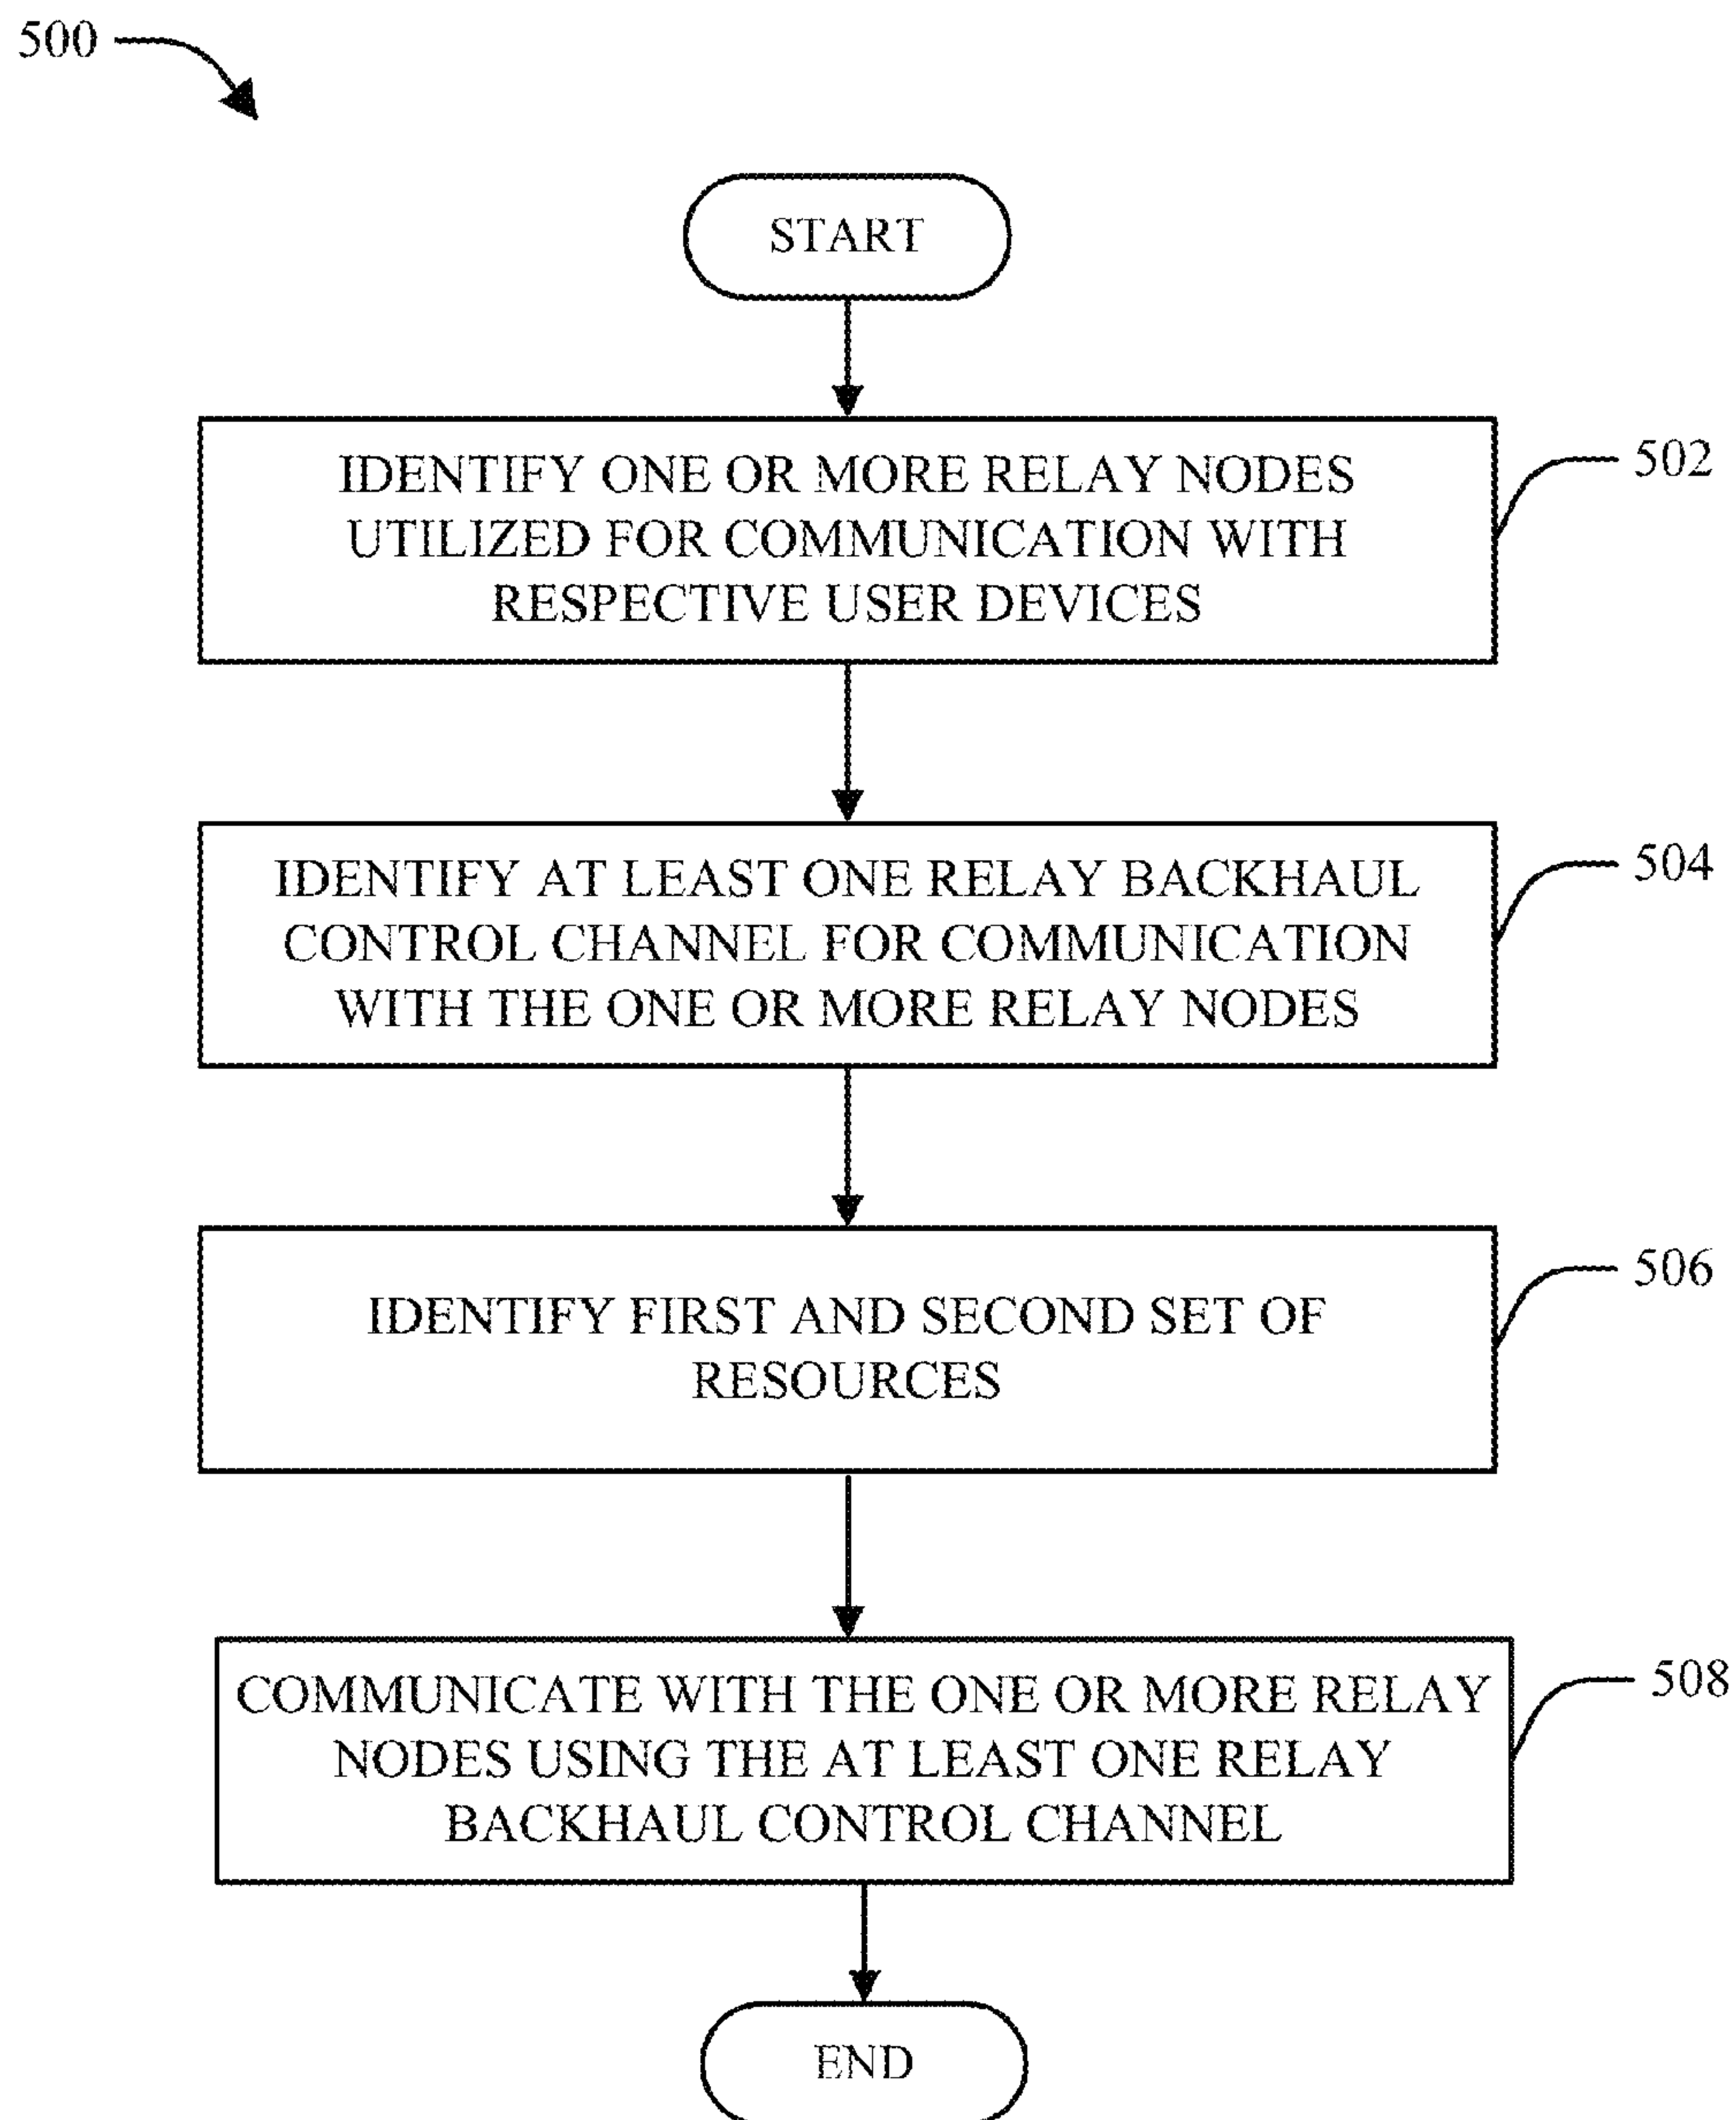 500
START
IDENTIFY ONE OR MORE RELAY NODES
UTILIZED FOR COMMUNICATION WITH
RESPECTIVE USER DEVICES
502
IDENTIFY AT LEAST ONE RELAY BACKHAUL
CONTROL CHANNEL FOR COMMUNICATION
WITH THE ONE OR MORE RELAY NODES
504
IDENTIFY FIRST AND SECOND SET OF
RESOURCES
506
COMMUNICATE WITH THE ONE OR MORE RELAY
NODES USING THE AT LEAST ONE RELAY
BACKHAUL CONTROL CHANNEL
508
END